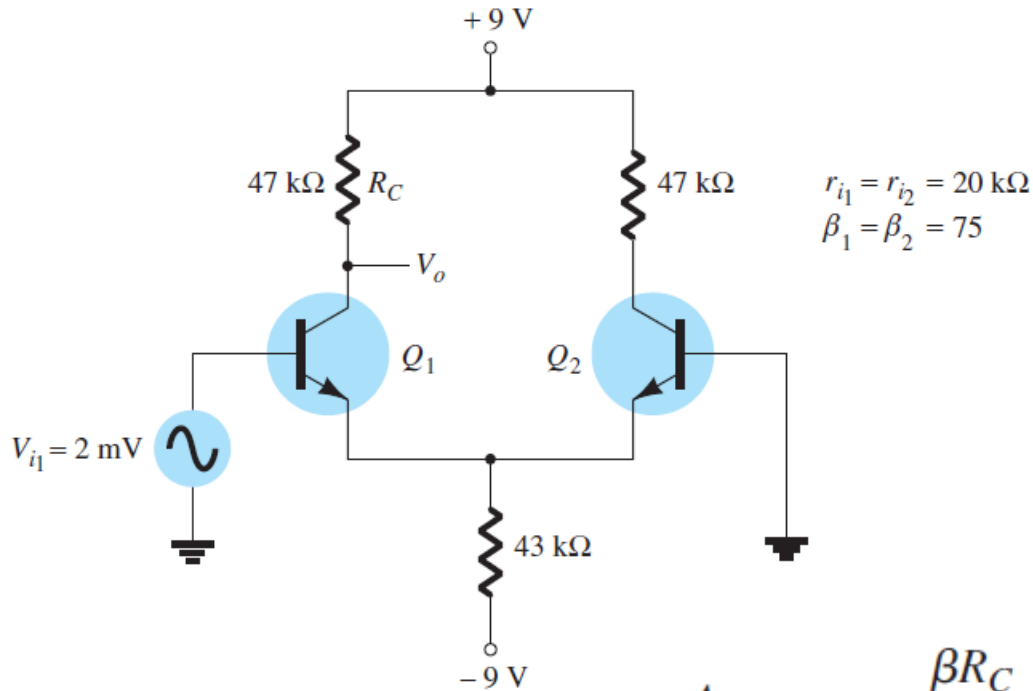 + 9 V
47 kΩ R_C
47 kΩ
r_{i_1} = r_{i_2} = 20 kΩ
β_1 = β_2 = 75
V_o
Q_1
Q_2
V_{i_1} = 2 mV
43 kΩ
– 9 V
βR_C